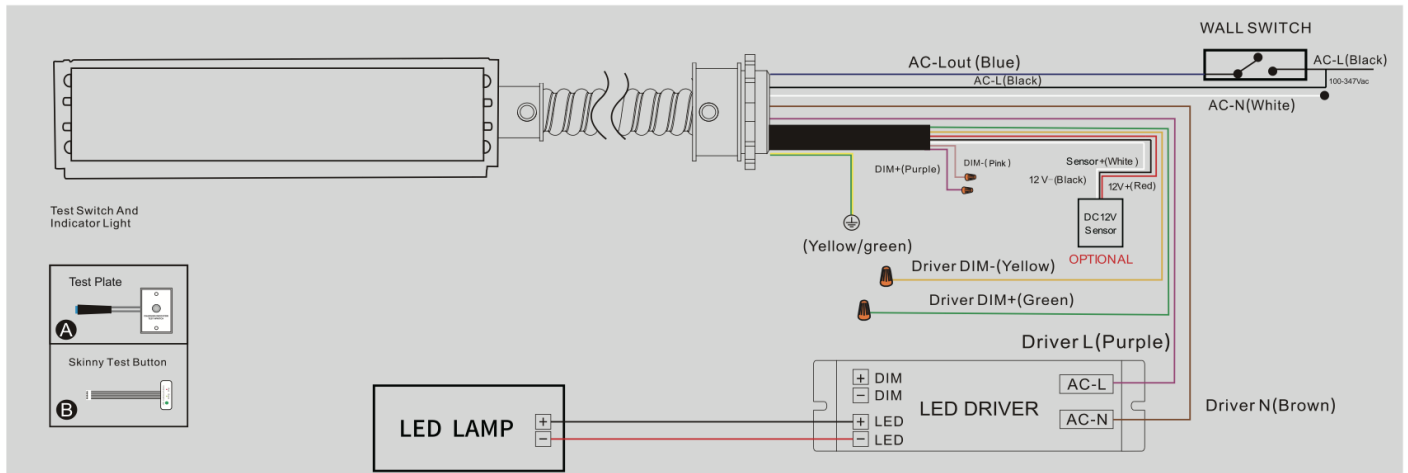 WALL SWITCH
AC-Lout (Blue)
AC-L(Black)
AC-L(Black)
100-347Vac
AC-N(White)
DIM-(Pink)
DIM+(Purple)
Sensor+(White)
12 V-(Black)
12V+(Red)
DC12V
Sensor
OPTIONAL
(Yellow/green)
Driver DIM-(Yellow)
Driver DIM+(Green)
Driver L(Purple)
Driver N(Brown)
Test Switch And
Indicator Light
Test Plate
A
Skinny Test Button
B
LED LAMP
+
-
+ DIM
- DIM
+ LED
- LED
LED DRIVER
AC-L
AC-N